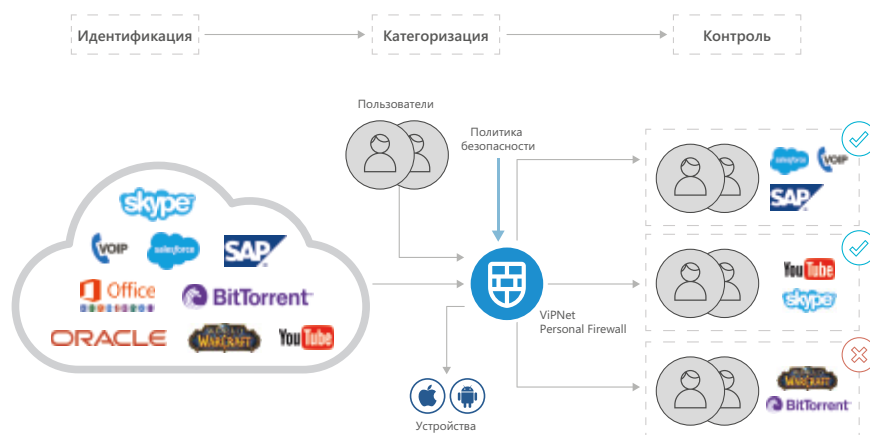 Идентификация
Категоризация
Контроль
Пользователи
Политика
безопасности
skype
VOIP
salesforce
SAP
Office
BitTorrent
ORACLE
WARCRAFT
YouTube
ViPNet
Personal Firewall
Устройства
salesforce
VOIP
SAP
YouTube
skype
WARCRAFT
BitTorrent